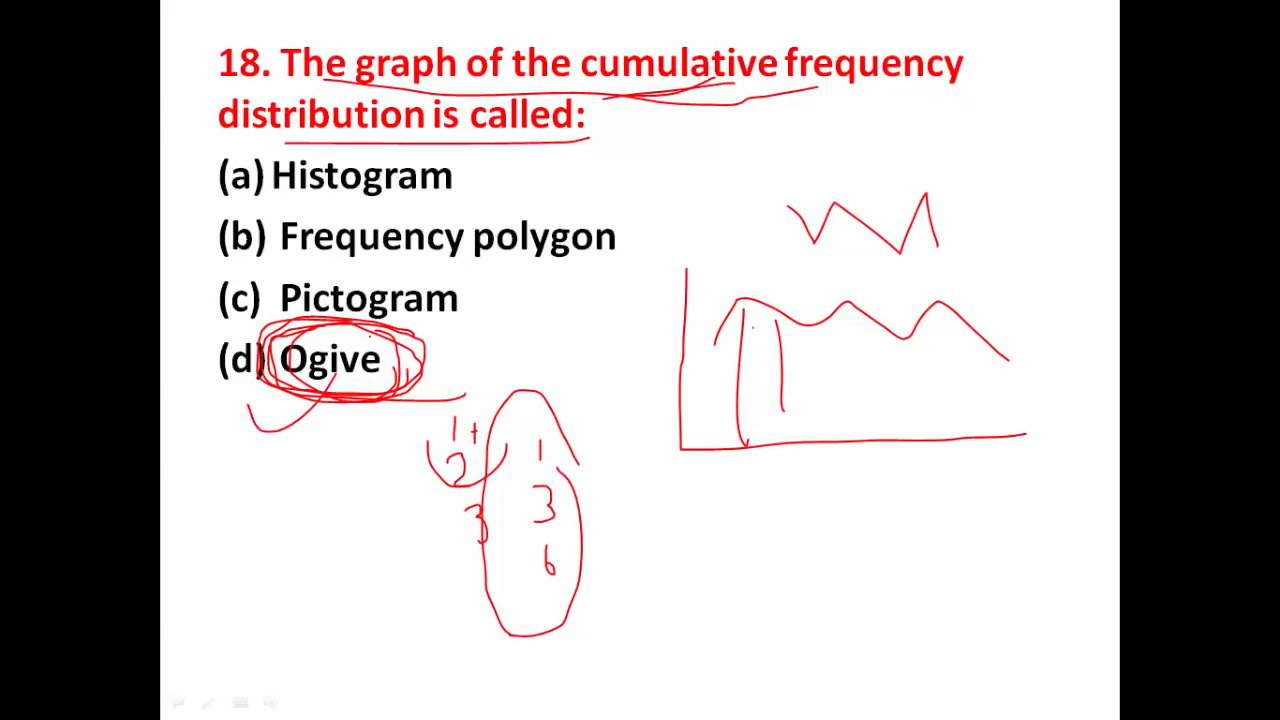 18. The graph of the cumulative frequency
distribution is called:
(a) Histogram
(b) Frequency polygon
(c) Pictogram
(d) Ogive
1+
2
3
1
3
6